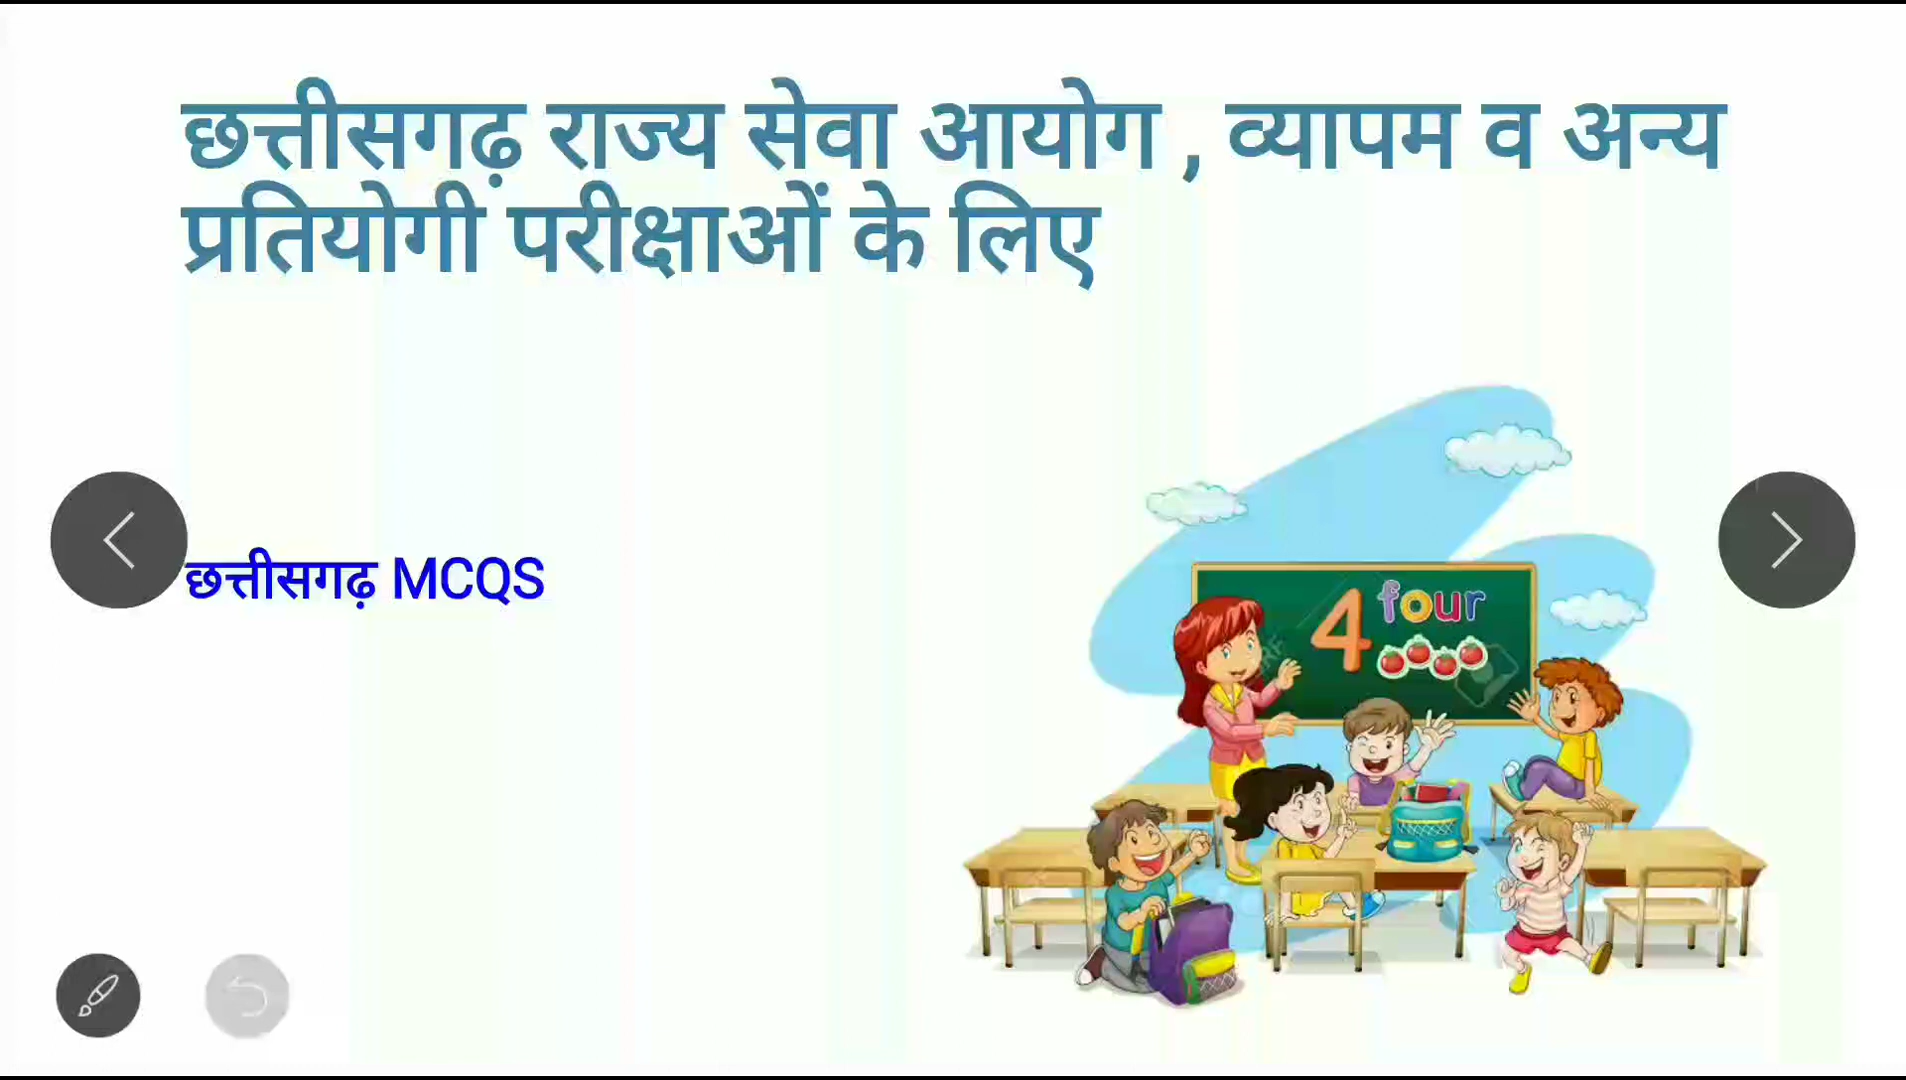 छत्तीसगढ़ राज्य सेवा आयोग , व्यापम व अन्य
प्रतियोगी परीक्षाओं के लिए
छत्तीसगढ़ MCQS
4 four